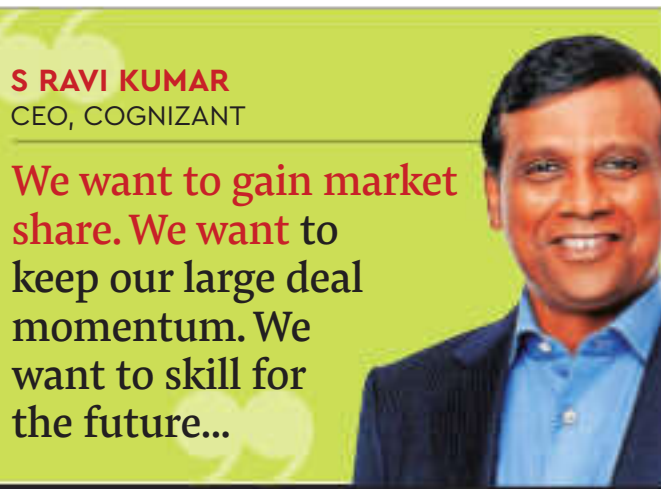 S RAVI KUMAR
CEO, COGNIZANT
We want to gain market
share. We want to
keep our large deal
momentum. We
want to skill for
the future...